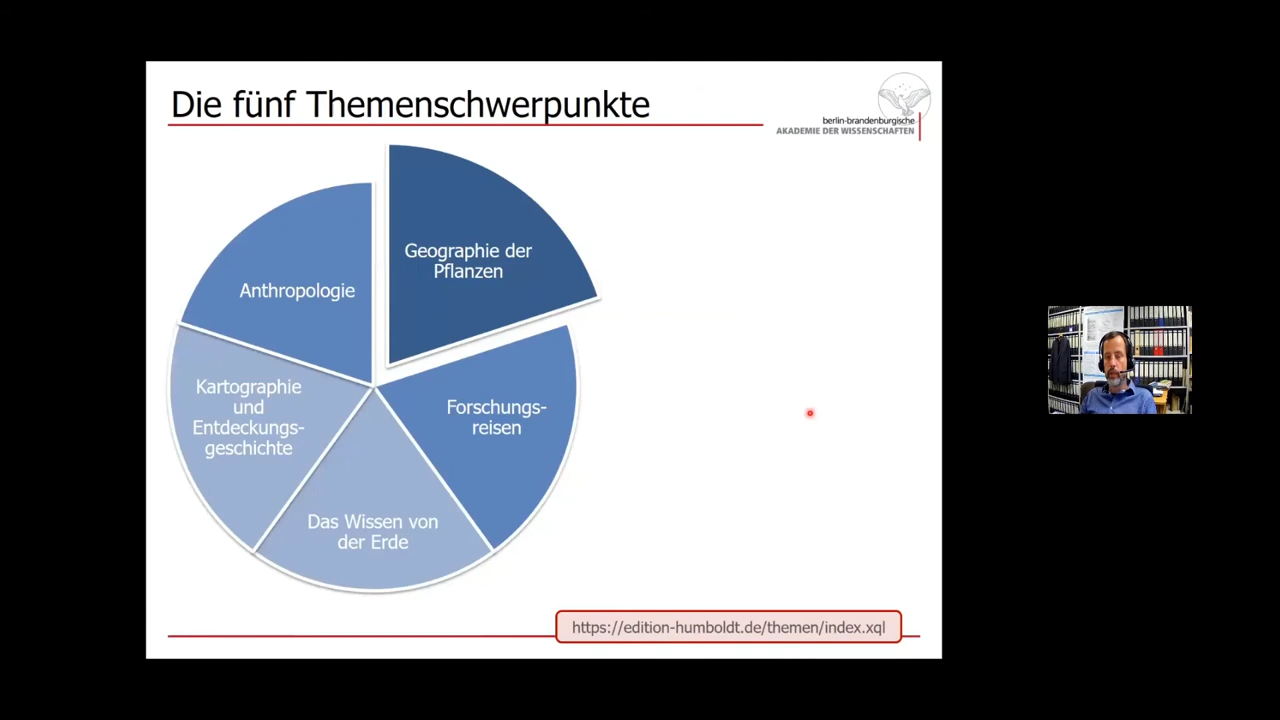 Die fünf Themenschwerpunkte
berlin-brandenburgische
AKADEMIE DER WISSENSCHAFTEN
Geographie der
Pflanzen
Anthropologie
Kartographie
und
Entdeckungs-
geschichte
Forschungs-
reisen
Das Wissen von
der Erde
https://edition-humboldt.de/themen/index.xql